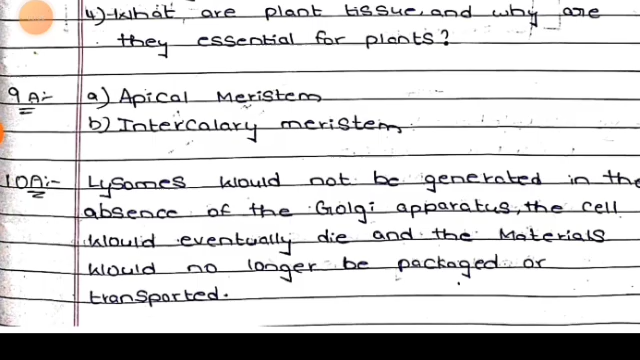 4) What are plant tissue, and why are
they essential for plants?
9A:- a) Apical Meristem
b) Intercalary meristem
10A:- Lysomes would not be generated in the
absence of the Golgi apparatus, the cell
would eventually die and the Materials
would no longer be packaged or
transported.